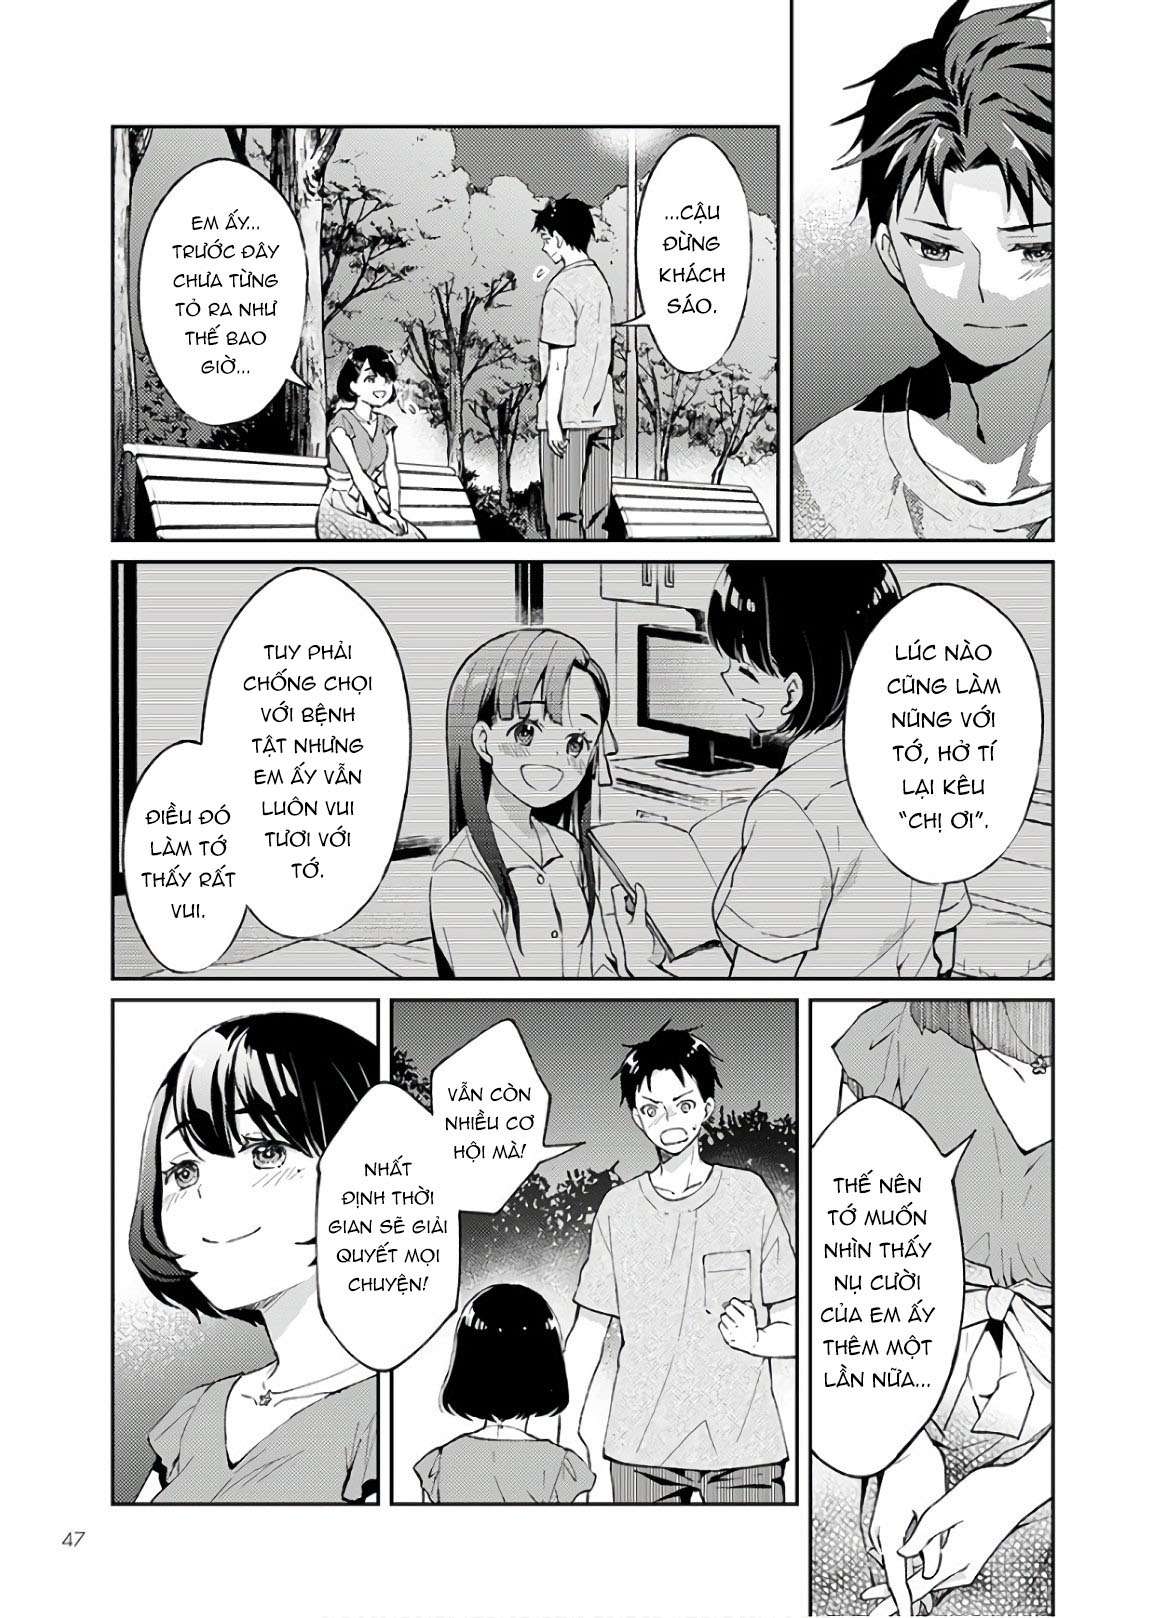 ...CẬU
ĐỪNG
KHÁCH
SÁO.
EM ẤY...
TRƯỚC ĐÂY
CHƯA TỪNG
TỎ RA NHƯ
THẾ BAO
GIỜ...
LÚC NÀO
CŨNG LÀM
NŨNG VỚI
TỚ, HỞ TÍ
LẠI KÊU
"CHỊ ƠI".
TUY PHẢI
CHỐNG CHỌI
VỚI BỆNH
TẬT NHƯNG
EM ẤY VẪN
LUÔN VUI
TƯƠI VỚI
TỚ.
ĐIỀU ĐÓ
LÀM TỚ
THẤY RẤT
VUI.
THẾ NÊN
TỚ MUỐN
NHÌN THẤY
NỤ CƯỜI
CỦA EM ẤY
THÊM MỘT
LẦN NỮA...
VẪN CÒN
NHIỀU CƠ
HỘI MÀ!
NHẤT
ĐỊNH THỜI
GIAN SẼ GIẢI
QUYẾT MỌI
CHUYỆN!
47